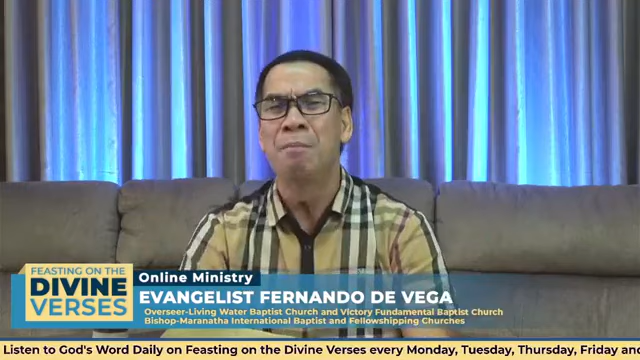 FEASTING ON THE
DIVINE
VERSES
Online Ministry
EVANGELIST FERNANDO DE VEGA
Overseer-Living Water Baptist Church and Victory Fundamental Baptist Church
Bishop-Maranatha International Baptist and Fellowshipping Churches
Listen to God's Word Daily on Feasting on the Divine Verses every Monday, Tuesday, Thursday, Friday an